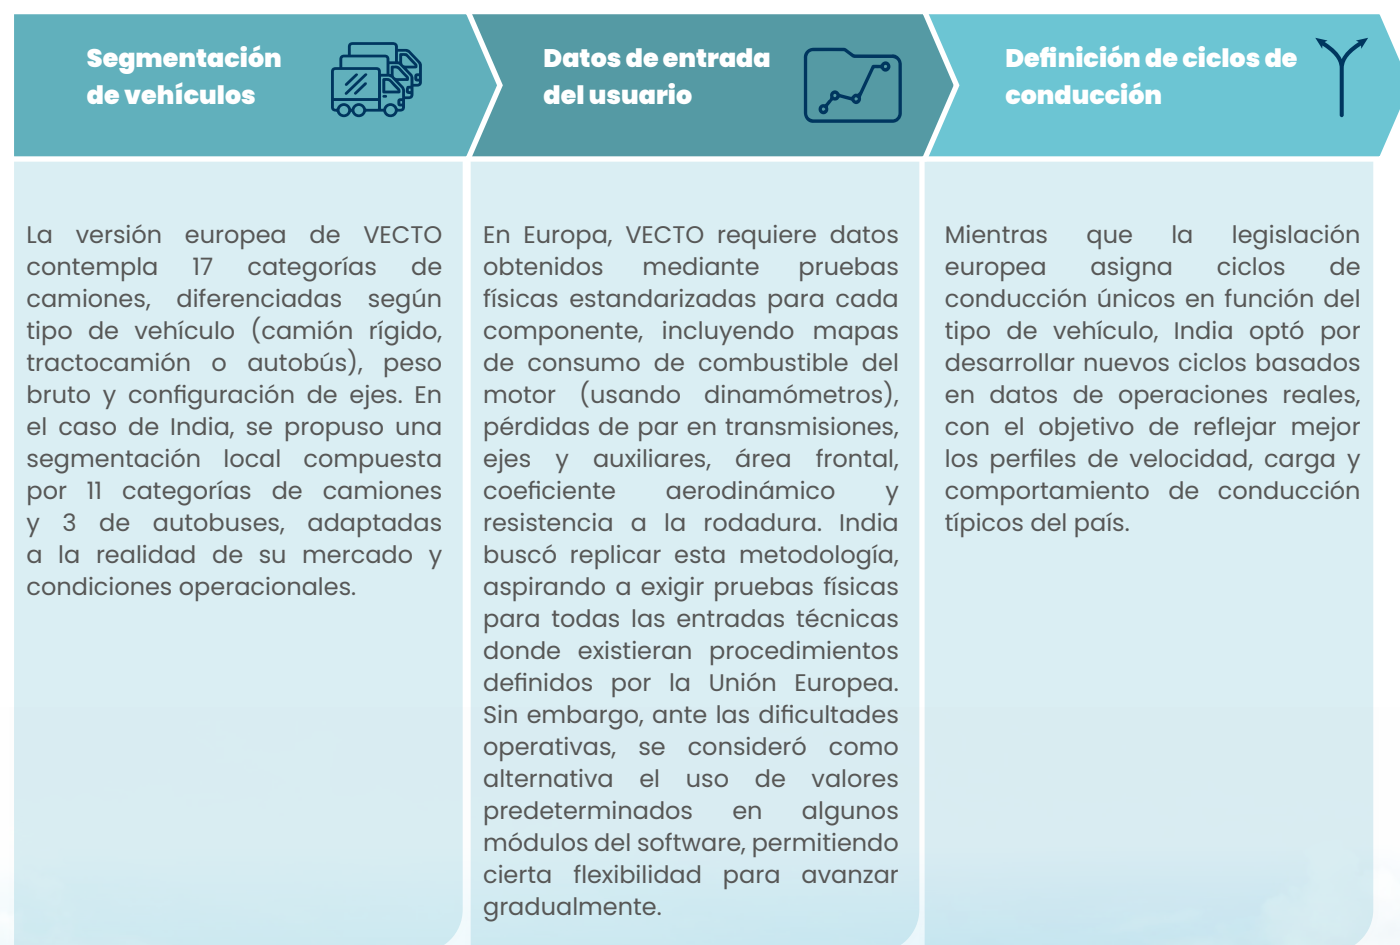 Segmentación
de vehículos
La versión europea de VECTO
contempla 17 categorías de
camiones, diferenciadas según
tipo de vehículo (camión rígido,
tractocamión o autobús), peso
bruto y configuración de ejes. En
el caso de India, se propuso una
segmentación local compuesta
por 11 categorías de camiones
y 3 de autobuses, adaptadas
a la realidad de su mercado y
condiciones operacionales.
Datos de entrada
del usuario
En Europa, VECTO requiere datos
obtenidos mediante pruebas
físicas estandarizadas para cada
componente, incluyendo mapas
de consumo de combustible del
motor (usando dinamómetros),
pérdidas de par en transmisiones,
ejes y auxiliares, área frontal,
coeficiente aerodinámico y
resistencia a la rodadura. India
buscó replicar esta metodología,
aspirando a exigir pruebas físicas
para todas las entradas técnicas
donde existieran procedimientos
definidos por la Unión Europea.
Sin embargo, ante las dificultades
operativas, se consideró como
alternativa el uso de valores
predeterminados en algunos
módulos del software, permitiendo
cierta flexibilidad para avanzar
gradualmente.
Definición de ciclos de
conducción
Mientras que la legislación
europea asigna ciclos de
conducción únicos en función del
tipo de vehículo, India optó por
desarrollar nuevos ciclos basados
en datos de operaciones reales,
con el objetivo de reflejar mejor
los perfiles de velocidad, carga y
comportamiento de conducción
típicos del país.